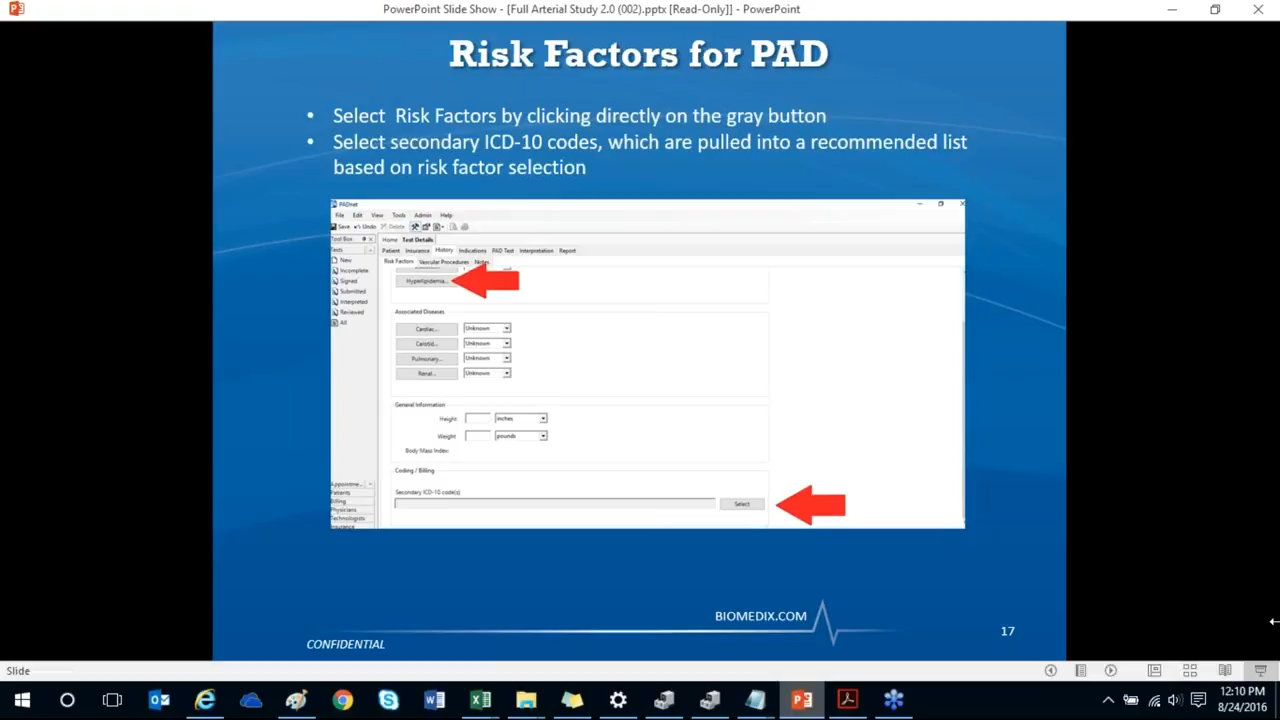 PowerPoint Slide Show - [Full Arterial Study 2.0 (002).pptx [Read-Only]] - PowerPoint
Risk Factors for PAD
• Select Risk Factors by clicking directly on the gray button
• Select secondary ICD-10 codes, which are pulled into a recommended list
based on risk factor selection
PADnet
File Edit View Tools Admin Help
Save Undo Delete
Tool Box
Home Test Details
Tests
Patient Insurance History Indications PAD Test Interpretation Report
New
Risk Factors Vascular Procedures Notes
Incomplete
Signed
Hyperlipidemia...
Submitted
Interpreted
Reviewed
Associated Diseases
All
Cardiac... Unknown
Carotid... Unknown
Pulmonary... Unknown
Renal... Unknown
General Information
Height inches
Weight pounds
Body Mass Index:
Coding / Billing
Appointme...
Patients
Secondary ICD-10 code(s)
Billing
Select
Physicians
Technologists
Insurance
BIOMEDIX.COM
17
CONFIDENTIAL
Slide
12:10 PM
8/24/2016